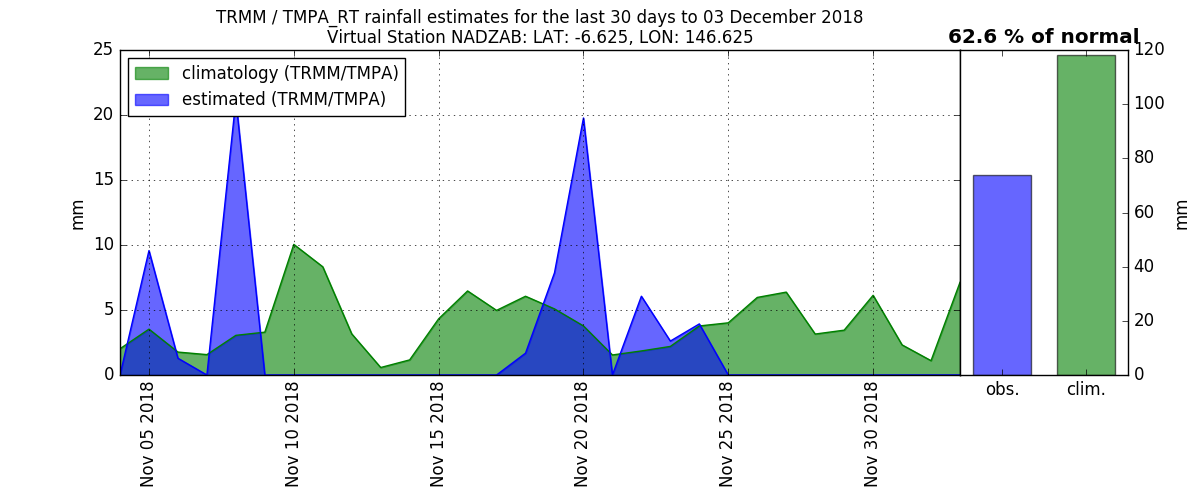 TRMM / TMPA_RT rainfall estimates for the last 30 days to 03 December 2018
Virtual Station NADZAB: LAT: -6.625, LON: 146.625
62.6 % of normal
climatology (TRMM/TMPA)
estimated (TRMM/TMPA)
25
20
15
10
5
0
mm
Nov 05 2018
Nov 10 2018
Nov 15 2018
Nov 20 2018
Nov 25 2018
Nov 30 2018
obs.
clim.
120
100
80
60
40
20
0
mm